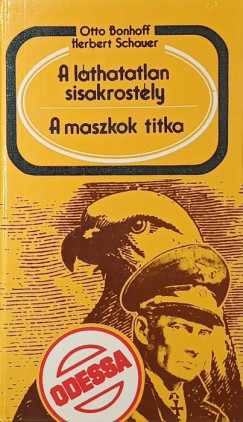 Otto Bonhoff
Herbert Schauer
A láthatatlan
sisakrostély
A maszkok titka
ODESSA